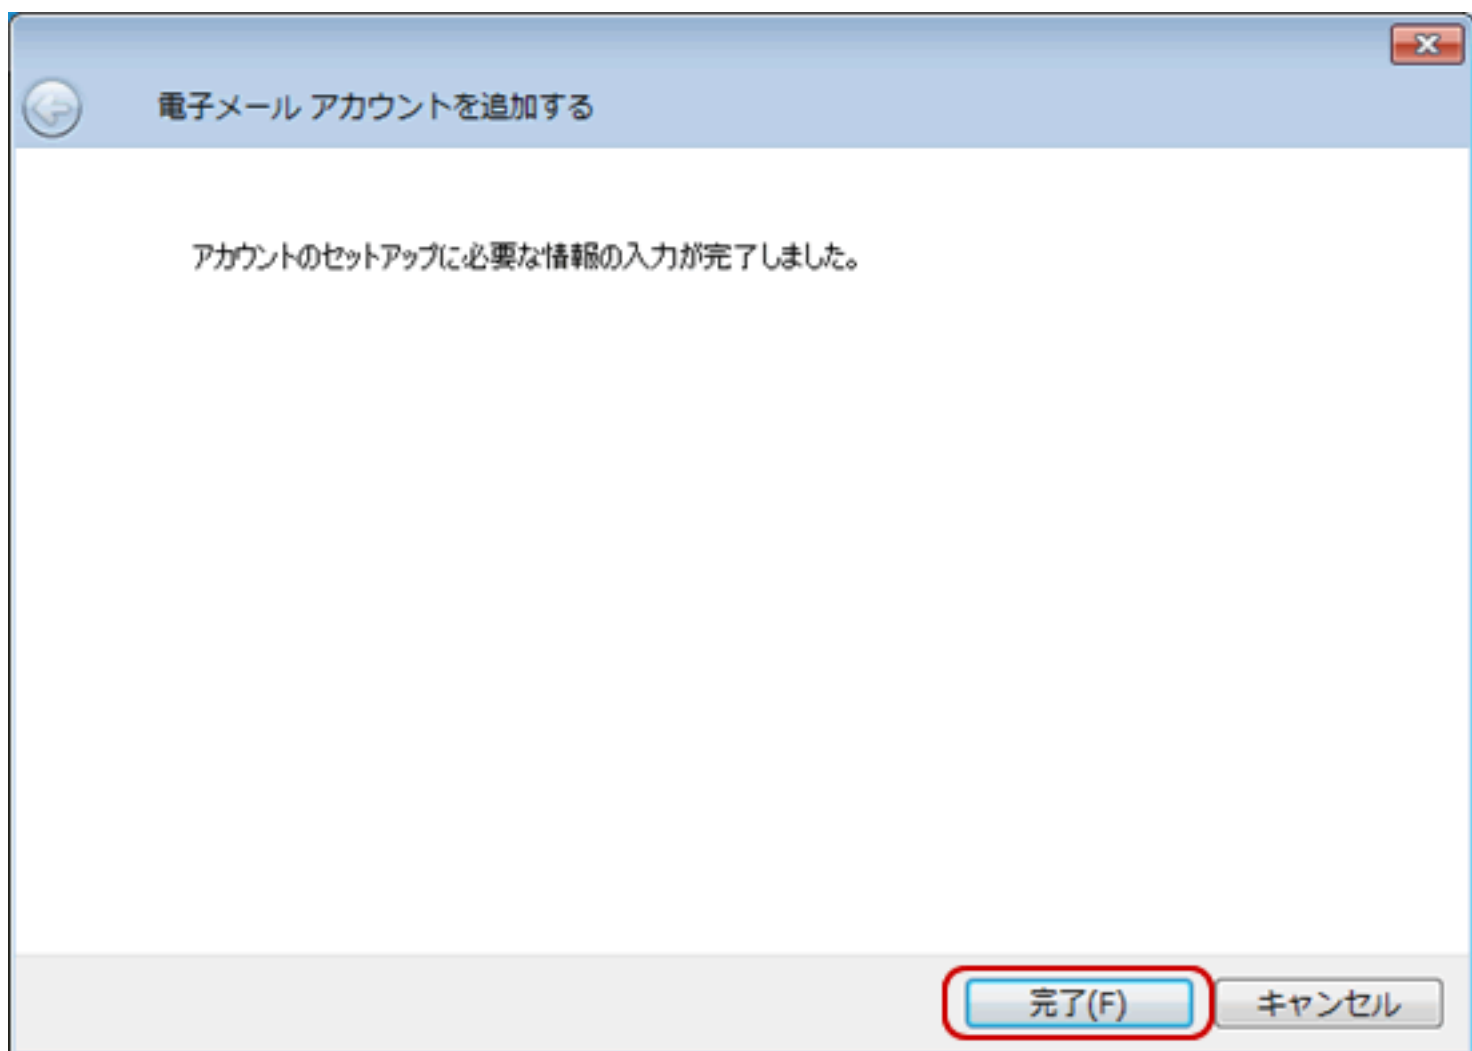 電子メール アカウントを追加する
アカウントのセットアップに必要な情報の入力が完了しました。
完了(F)
キャンセル